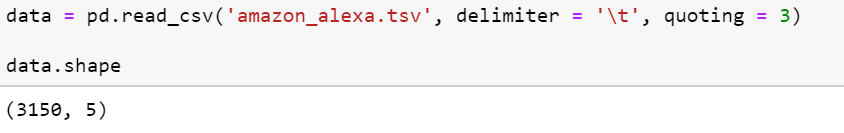 data = pd.read_csv('amazon_alexa.tsv', delimiter = '\t', quoting = 3)
data.shape
(3150, 5)